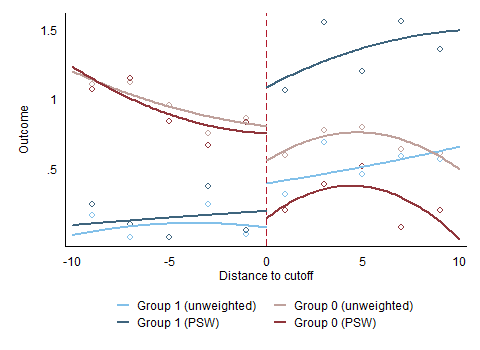 1.5
1
.5
Outcome
-10 -5 0 5 10
Distance to cutoff
Group 1 (unweighted) Group 0 (unweighted)
Group 1 (PSW) Group 0 (PSW)